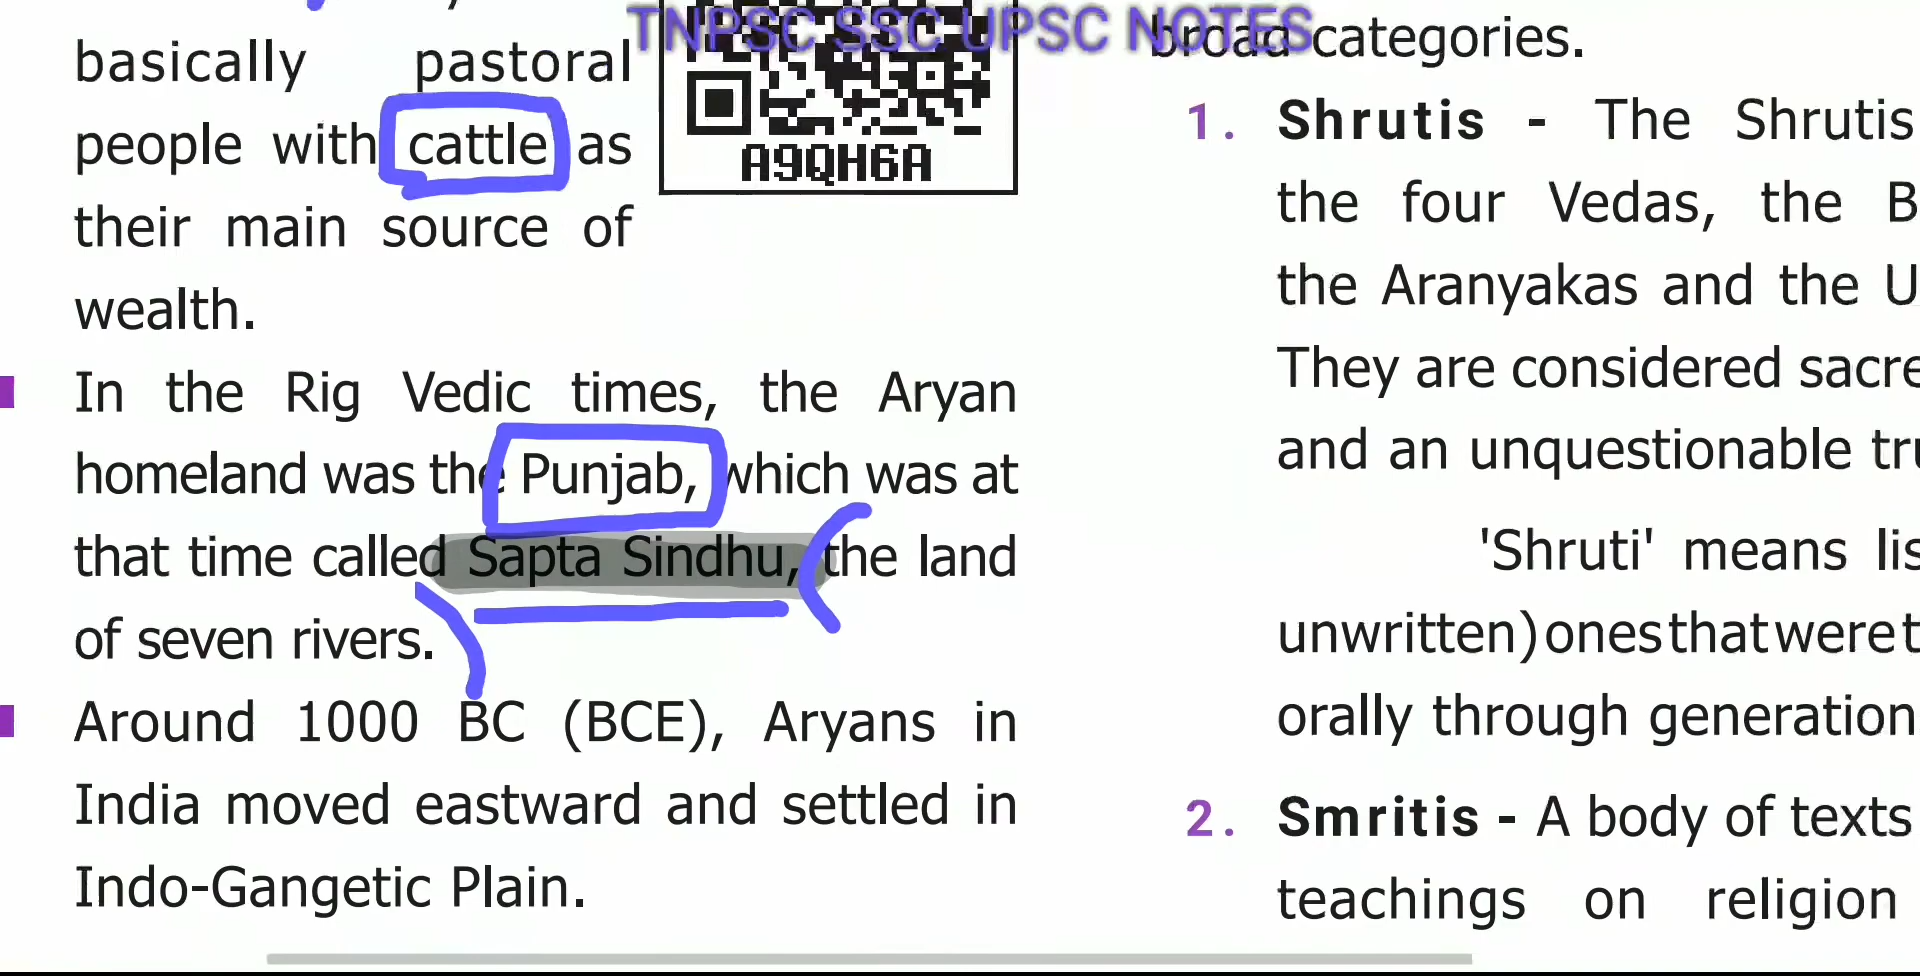 TNPSC SSC UPSC NOTES
basically pastoral
people with cattle as
their main source of
wealth.
A9QH6A
In the Rig Vedic times, the Aryan
homeland was the Punjab, which was at
that time called Sapta Sindhu, the land
of seven rivers.
Around 1000 BC (BCE), Aryans in
India moved eastward and settled in
Indo-Gangetic Plain.
broad categories.
1. Shrutis - The Shrutis
the four Vedas, the B
the Aranyakas and the U
They are considered sacre
and an unquestionable tru
'Shruti' means lis
unwritten) ones that were t
orally through generation
2. Smritis - A body of texts
teachings on religion